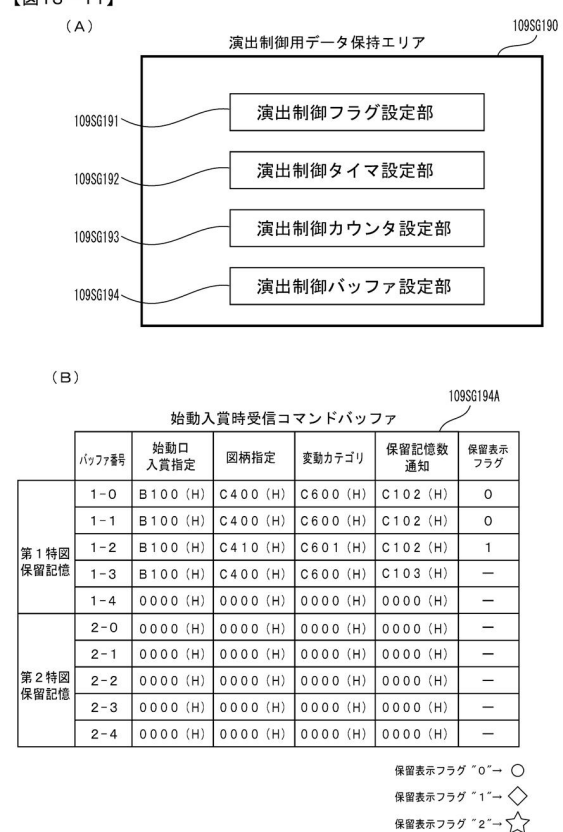 【図18-11】
(A)
109SG190
演出制御用データ保持エリア
109SG191 演出制御フラグ設定部
109SG192 演出制御タイマ設定部
109SG193 演出制御カウンタ設定部
109SG194 演出制御バッファ設定部
(B)
109SG194A
始動入賞時受信コマンドバッファ
バッファ番号 始動口入賞指定 図柄指定 変動カテゴリ 保留記憶数通知 保留表示フラグ
第1特図保留記憶
1-0 B100(H) C400(H) C600(H) C102(H) 0
1-1 B100(H) C400(H) C600(H) C102(H) 0
1-2 B100(H) C410(H) C601(H) C102(H) 1
1-3 B100(H) C400(H) C600(H) C103(H) —
1-4 0000(H) 0000(H) 0000(H) 0000(H) —
第2特図保留記憶
2-0 0000(H) 0000(H) 0000(H) 0000(H) —
2-1 0000(H) 0000(H) 0000(H) 0000(H) —
2-2 0000(H) 0000(H) 0000(H) 0000(H) —
2-3 0000(H) 0000(H) 0000(H) 0000(H) —
2-4 0000(H) 0000(H) 0000(H) 0000(H) —
保留表示フラグ "0"→ ○
保留表示フラグ "1"→ ◇
保留表示フラグ "2"→ ☆